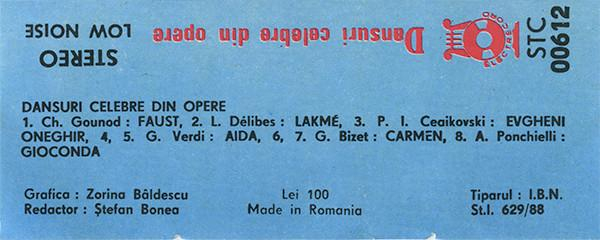 STEREO
LOW NOISE
Dansuri celebre din opere
ELECTRECORD
STC
00612
DANSURI CELEBRE DIN OPERE
1. Ch. Gounod : FAUST, 2. L. Délibes : LAKMÉ, 3. P. I. Ceaikovski : EVGHENI
ONEGHIR, 4, 5. G. Verdi : AIDA, 6, 7. G. Bizet : CARMEN, 8. A. Ponchielli :
GIOCONDA
Grafica : Zorina Bâldescu
Lei 100
Tiparul : I.B.N.
Redactor : Ștefan Bonea
Made in Romania
St.I. 629/88